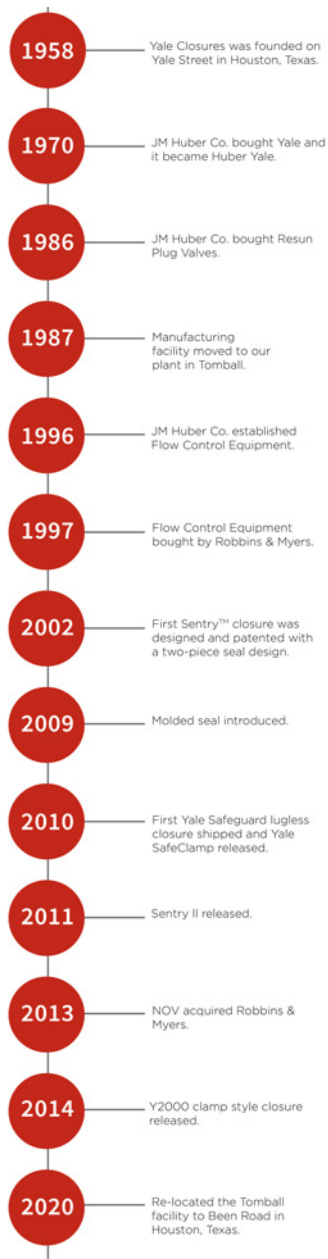 1958
Yale Closures was founded on
Yale Street in Houston, Texas.
1970
JM Huber Co. bought Yale and
it became Huber Yale.
1986
JM Huber Co. bought Resun
Plug Valves.
1987
Manufacturing
facility moved to our
plant in Tomball.
1996
JM Huber Co. established
Flow Control Equipment.
1997
Flow Control Equipment
bought by Robbins & Myers.
2002
First Sentry™ closure was
designed and patented with
a two-piece seal design.
2009
Molded seal introduced.
2010
First Yale Safeguard lugless
closure shipped and Yale
SafeClamp released.
2011
Sentry II released.
2013
NOV acquired Robbins &
Myers.
2014
Y2000 clamp style closure
released.
2020
Re-located the Tomball
facility to Been Road in
Houston, Texas.